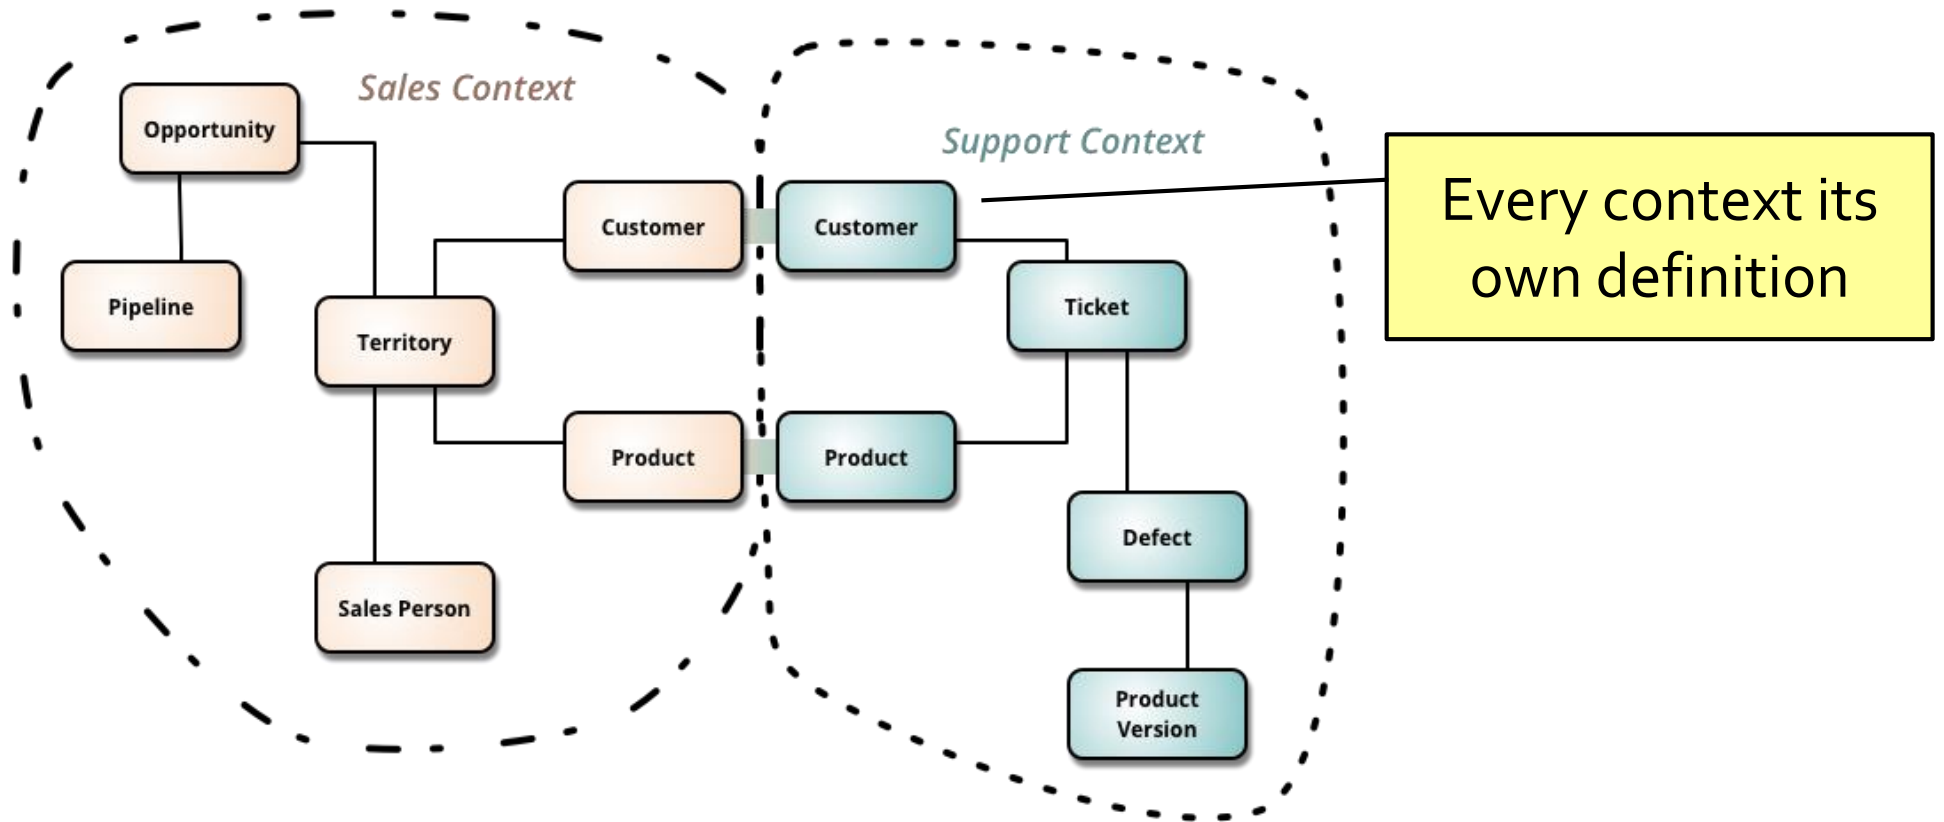 Sales Context
Opportunity
Support Context
Every context its
own definition
Customer
Customer
Pipeline
Ticket
Territory
Product
Product
Defect
Sales Person
Product
Version